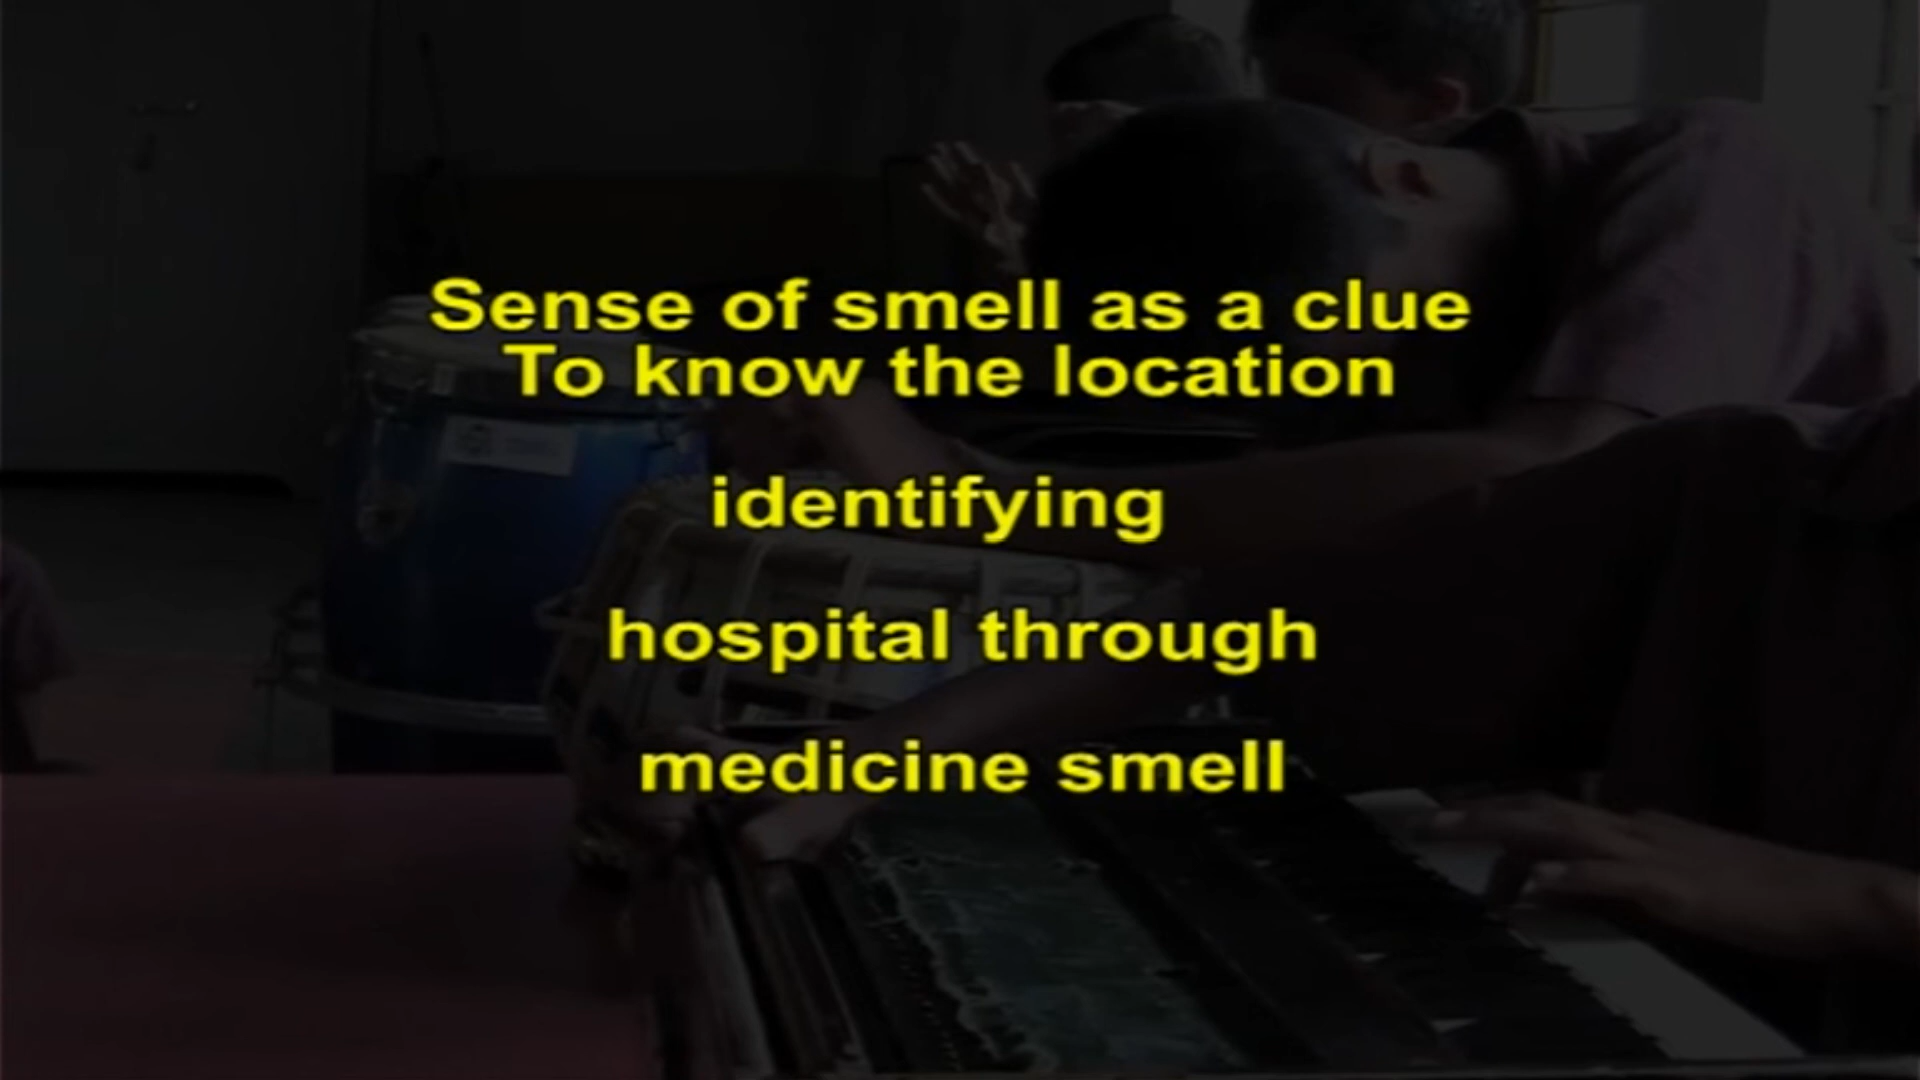 Sense of smell as a clue
To know the location
identifying
hospital through
medicine smell